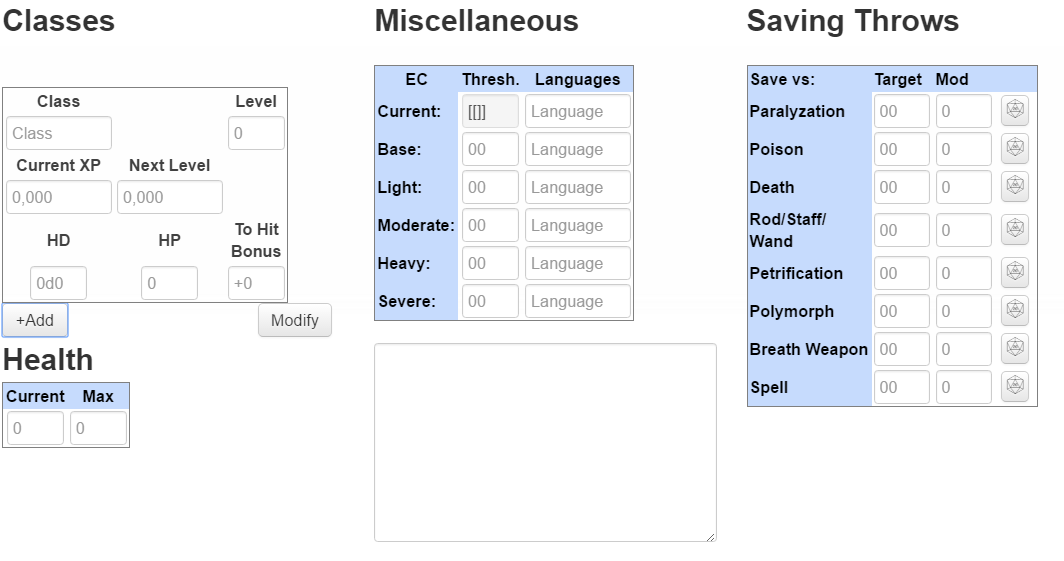 Classes
Class Level
Class 0
Current XP Next Level
0,000 0,000
HD HP To Hit
Bonus
0d0 0 +0
+Add Modify
Health
Current Max
0 0
Miscellaneous
EC Thresh. Languages
Current: [[]] Language
Base: 00 Language
Light: 00 Language
Moderate: 00 Language
Heavy: 00 Language
Severe: 00 Language
Saving Throws
Save vs: Target Mod
Paralyzation 00 0
Poison 00 0
Death 00 0
Rod/Staff/
Wand 00 0
Petrification 00 0
Polymorph 00 0
Breath Weapon 00 0
Spell 00 0